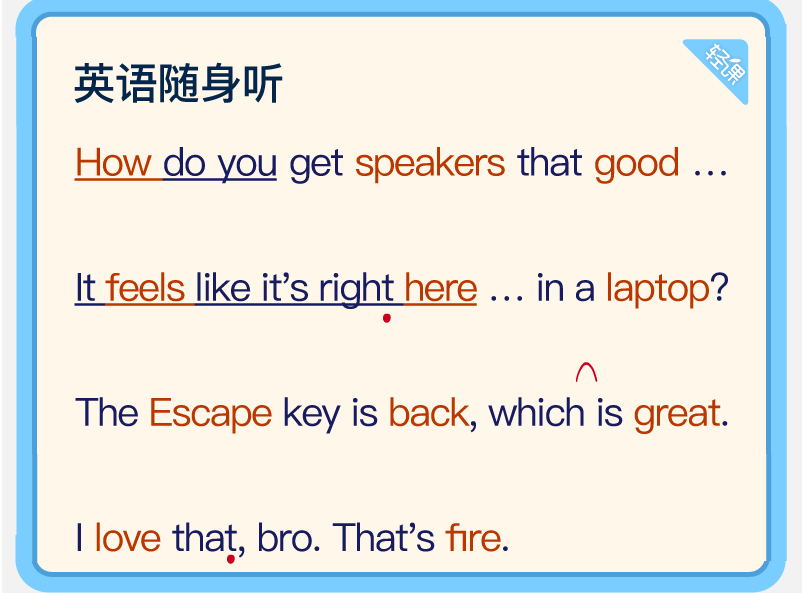 轻课
英语随身听
How do you get speakers that good ...
It feels like it's right here ... in a laptop?
The Escape key is back, which is great.
I love that, bro. That's fire.